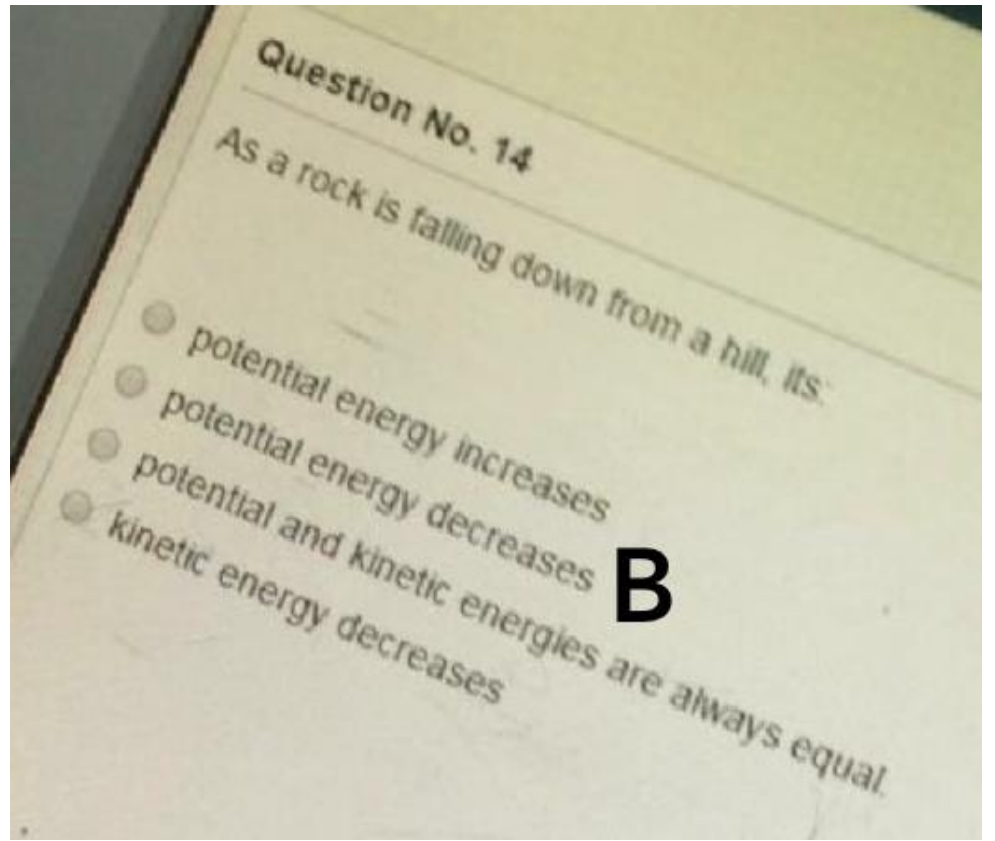 Question No. 14
As a rock is falling down from a hill, its:
potential energy increases
potential energy decreases B
potential and kinetic energies are always equal.
kinetic energy decreases